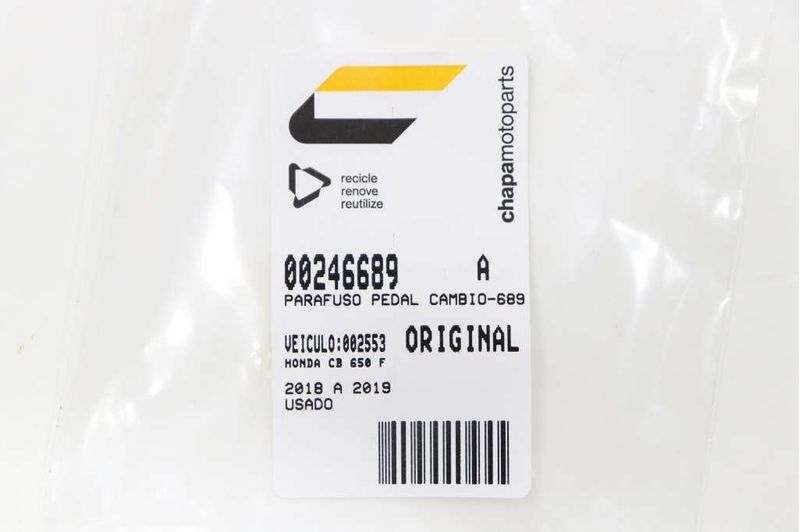 chapamotoparts
recicle
renove
reutilize
00246689 A
PARAFUSO PEDAL CAMBIO-689
VEICULO:002553 ORIGINAL
HONDA CB 650 F
2018 A 2019
USADO